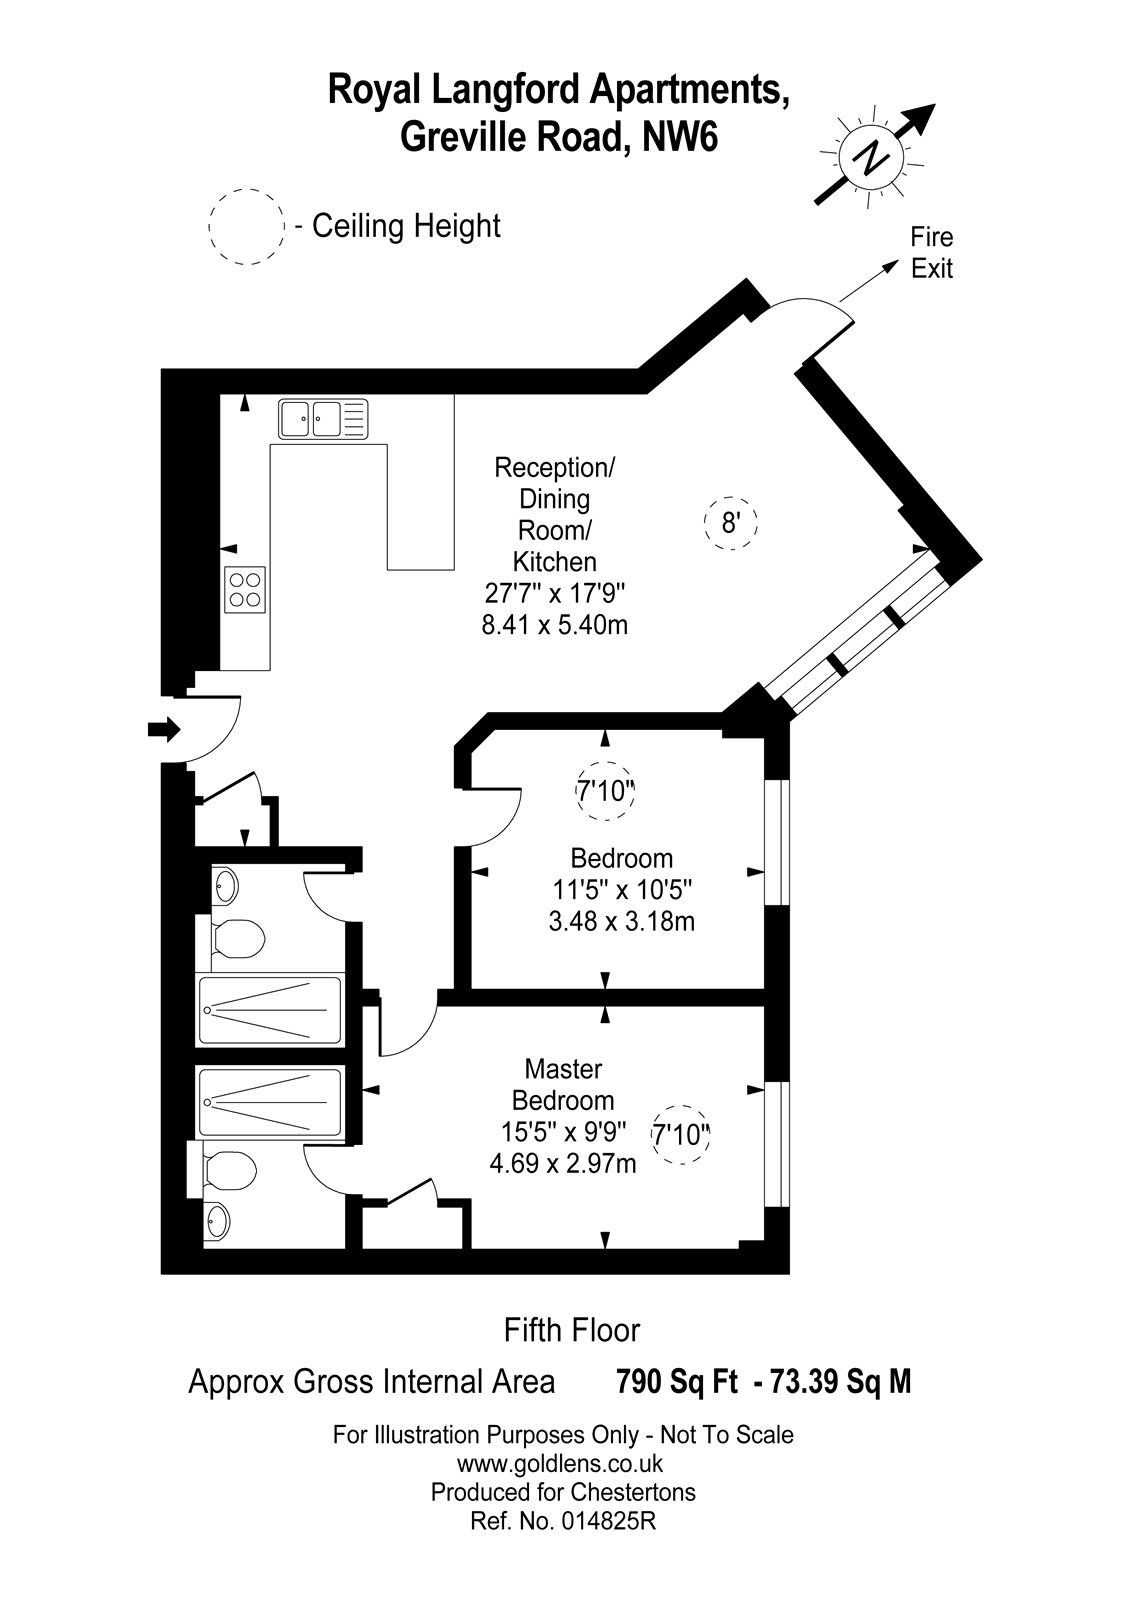 Royal Langford Apartments,
Greville Road, NW6
N
- Ceiling Height
Fire
Exit
Reception/
Dining
Room/
Kitchen
27'7" x 17'9"
8.41 x 5.40m
8'
7'10"
Bedroom
11'5" x 10'5"
3.48 x 3.18m
Master
Bedroom
15'5" x 9'9"
4.69 x 2.97m
7'10"
Fifth Floor
Approx Gross Internal Area 790 Sq Ft - 73.39 Sq M
For Illustration Purposes Only - Not To Scale
www.goldlens.co.uk
Produced for Chestertons
Ref. No. 014825R